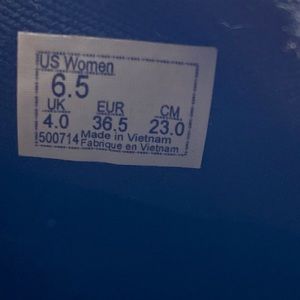 US Women
6.5
UK EUR CM
4.0 36.5 23.0
500714 Made in Vietnam
Fabrique en Vietnam